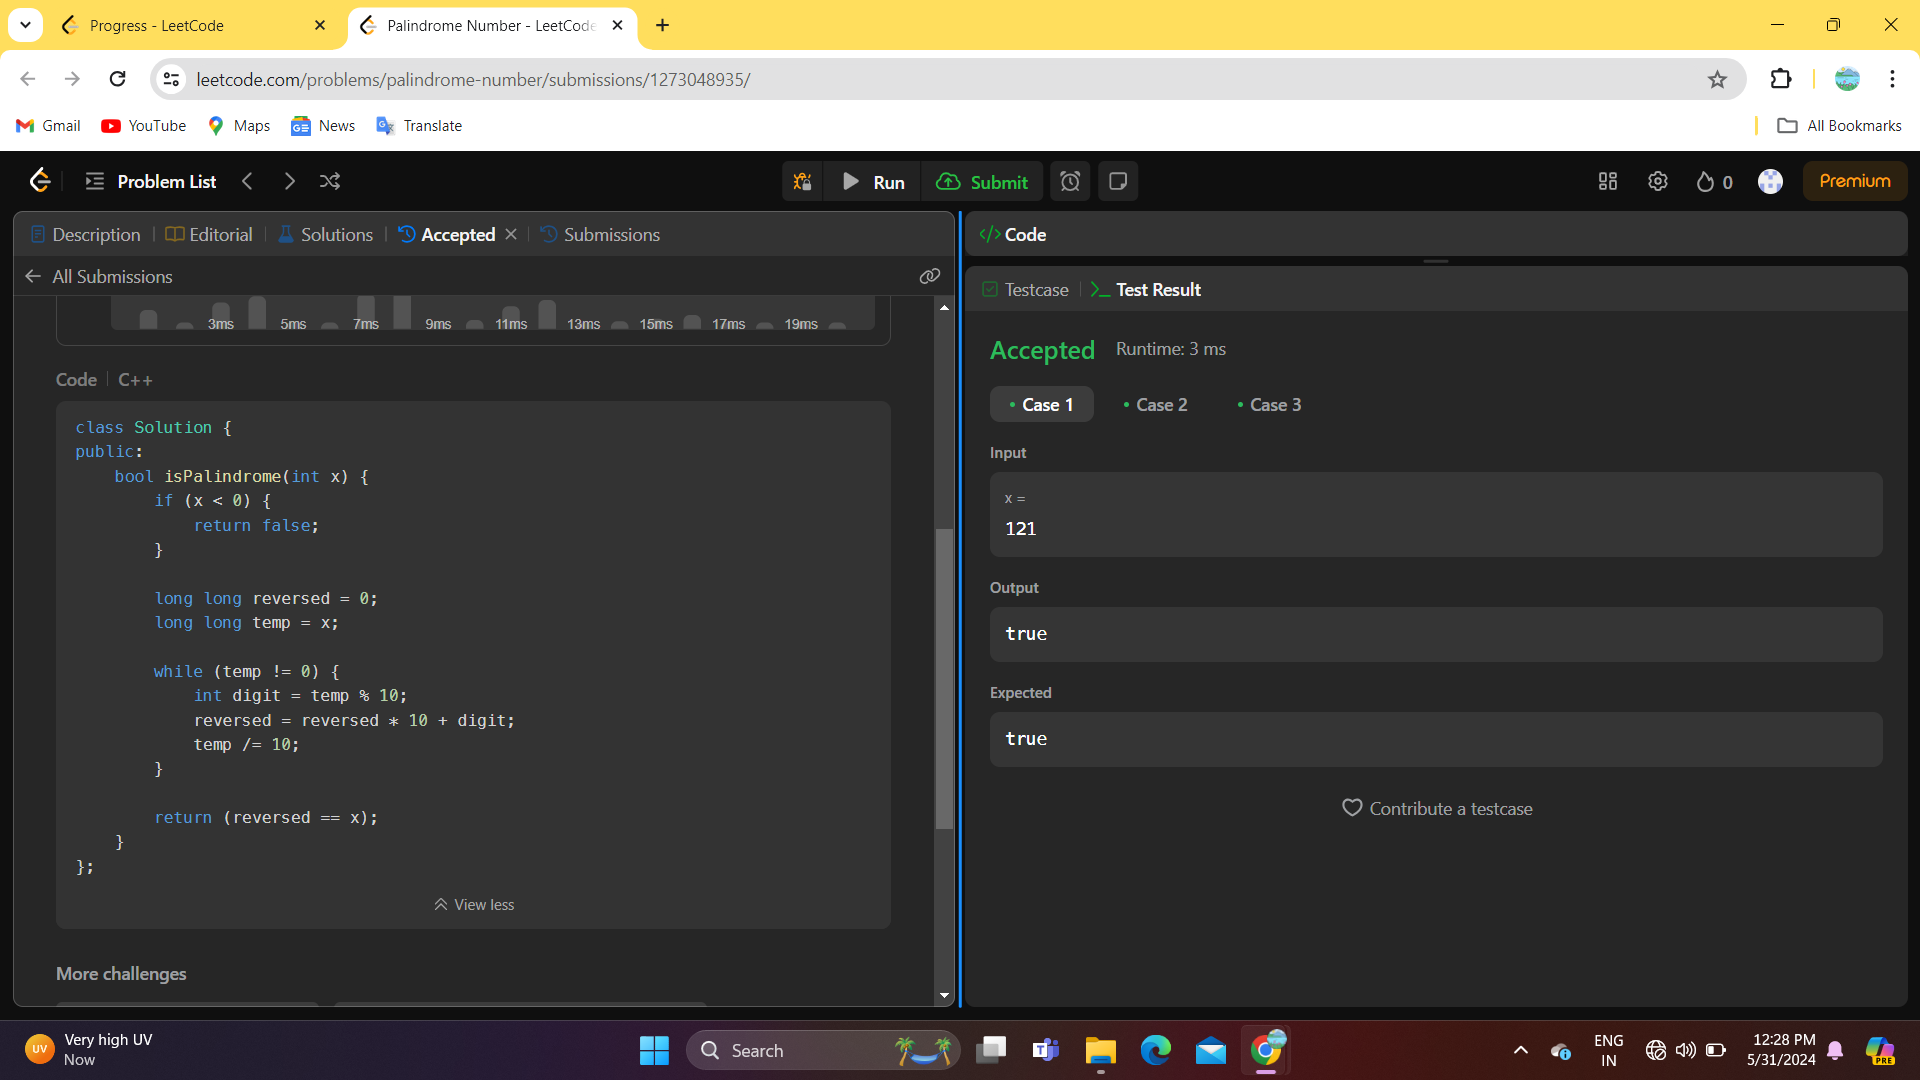 Progress - LeetCode
Palindrome Number - LeetCode
leetcode.com/problems/palindrome-number/submissions/1273048935/
Gmail
YouTube
Maps
News
Translate
All Bookmarks
Problem List
Run
Submit
0
Premium
Description
Editorial
Solutions
Accepted
Submissions
All Submissions
3ms 5ms 7ms 9ms 11ms 13ms 15ms 17ms 19ms
Code
C++
class Solution {
public:
    bool isPalindrome(int x) {
        if (x < 0) {
            return false;
        }
        long long reversed = 0;
        long long temp = x;
        while (temp != 0) {
            int digit = temp % 10;
            reversed = reversed * 10 + digit;
            temp /= 10;
        }
        return (reversed == x);
    }
};
View less
More challenges
</> Code
Testcase
>_ Test Result
Accepted Runtime: 3 ms
• Case 1 • Case 2 • Case 3
Input
x =
121
Output
true
Expected
true
Contribute a testcase
UV
Very high UV
Now
Search
ENG
IN
12:28 PM
5/31/2024
PRE